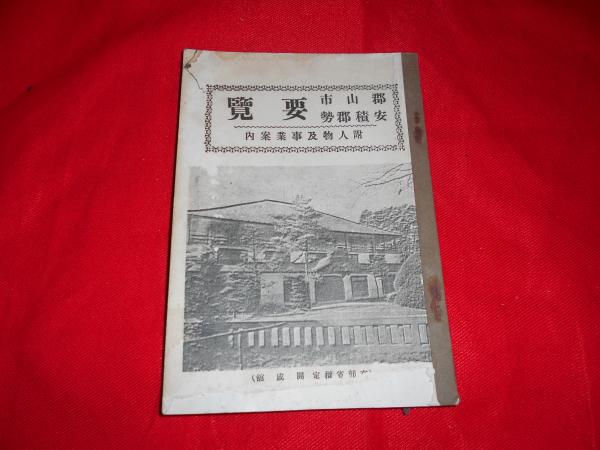 郡山市
安積郡勢
要覽
附人物及事業案内
(文部省指定開成館)